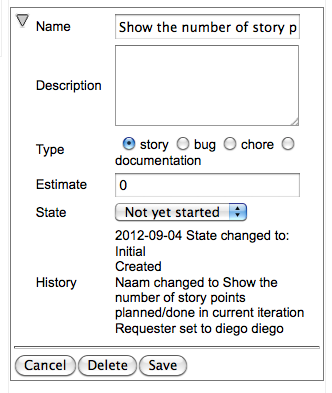 Name
Show the number of story p
Description
Type
story bug chore
documentation
Estimate
0
State
Not yet started
History
2012-09-04 State changed to:
Initial
Created
Naam changed to Show the
number of story points
planned/done in current iteration
Requester set to diego diego
Cancel Delete Save